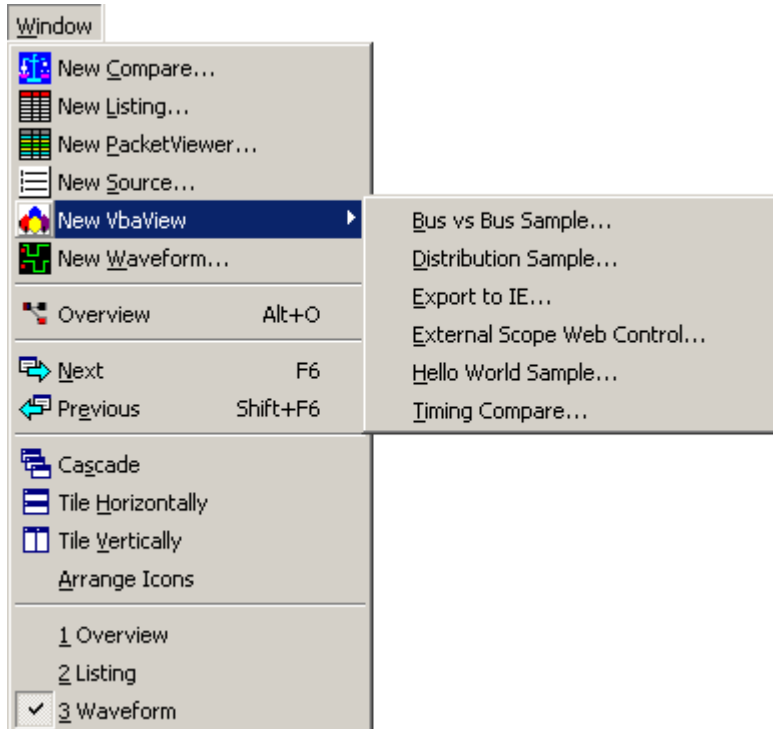 Window
New Compare...
New Listing...
New PacketViewer...
New Source...
New VbaView
New Waveform...
Overview Alt+O
Next F6
Previous Shift+F6
Cascade
Tile Horizontally
Tile Vertically
Arrange Icons
1 Overview
2 Listing
3 Waveform
Bus vs Bus Sample...
Distribution Sample...
Export to IE...
External Scope Web Control...
Hello World Sample...
Timing Compare...